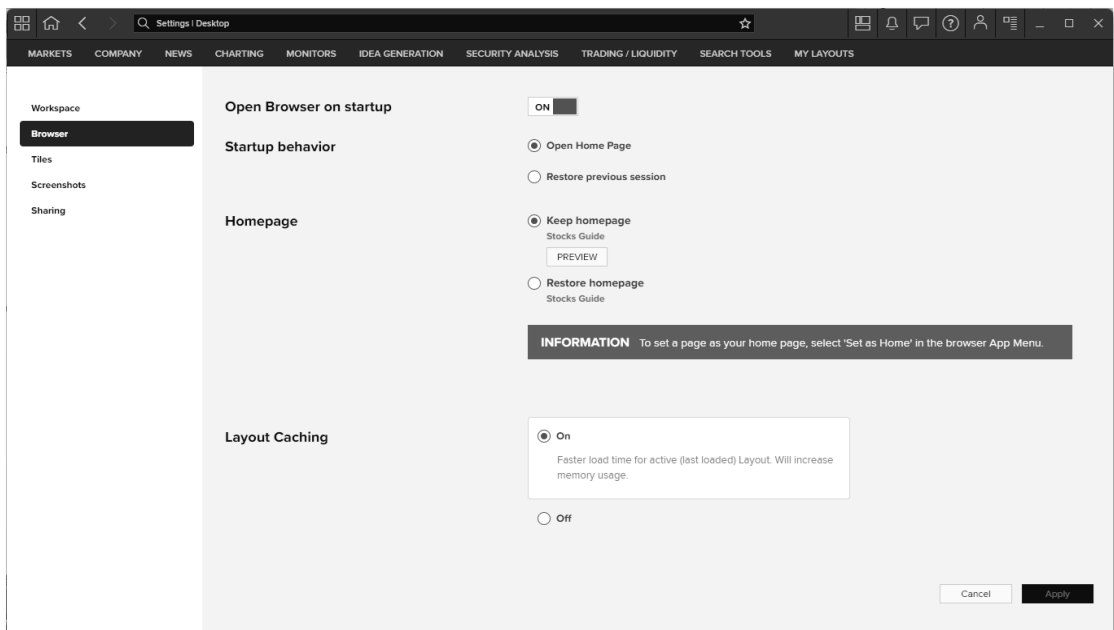 Settings | Desktop
MARKETS COMPANY NEWS CHARTING MONITORS IDEA GENERATION SECURITY ANALYSIS TRADING / LIQUIDITY SEARCH TOOLS MY LAYOUTS
Workspace
Browser
Tiles
Screenshots
Sharing
Open Browser on startup
ON
Startup behavior
Open Home Page
Restore previous session
Homepage
Keep homepage
Stocks Guide
PREVIEW
Restore homepage
Stocks Guide
INFORMATION To set a page as your home page, select 'Set as Home' in the browser App Menu.
Layout Caching
On
Faster load time for active (last loaded) Layout. Will increase
memory usage.
Off
Cancel Apply